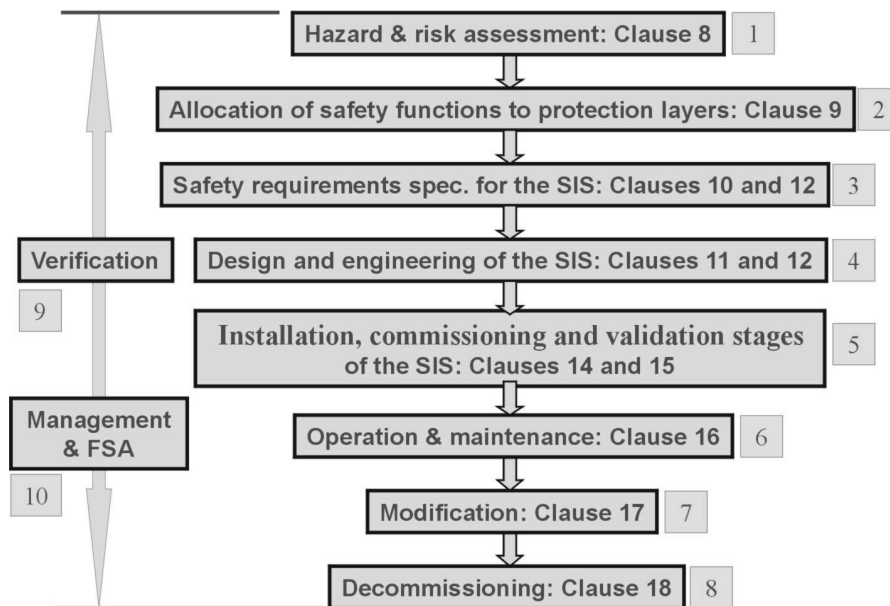 Hazard & risk assessment: Clause 8
1
Allocation of safety functions to protection layers: Clause 9
2
Safety requirements spec. for the SIS: Clauses 10 and 12
3
Verification
9
Design and engineering of the SIS: Clauses 11 and 12
4
Installation, commissioning and validation stages
of the SIS: Clauses 14 and 15
5
Management
& FSA
10
Operation & maintenance: Clause 16
6
Modification: Clause 17
7
Decommissioning: Clause 18
8